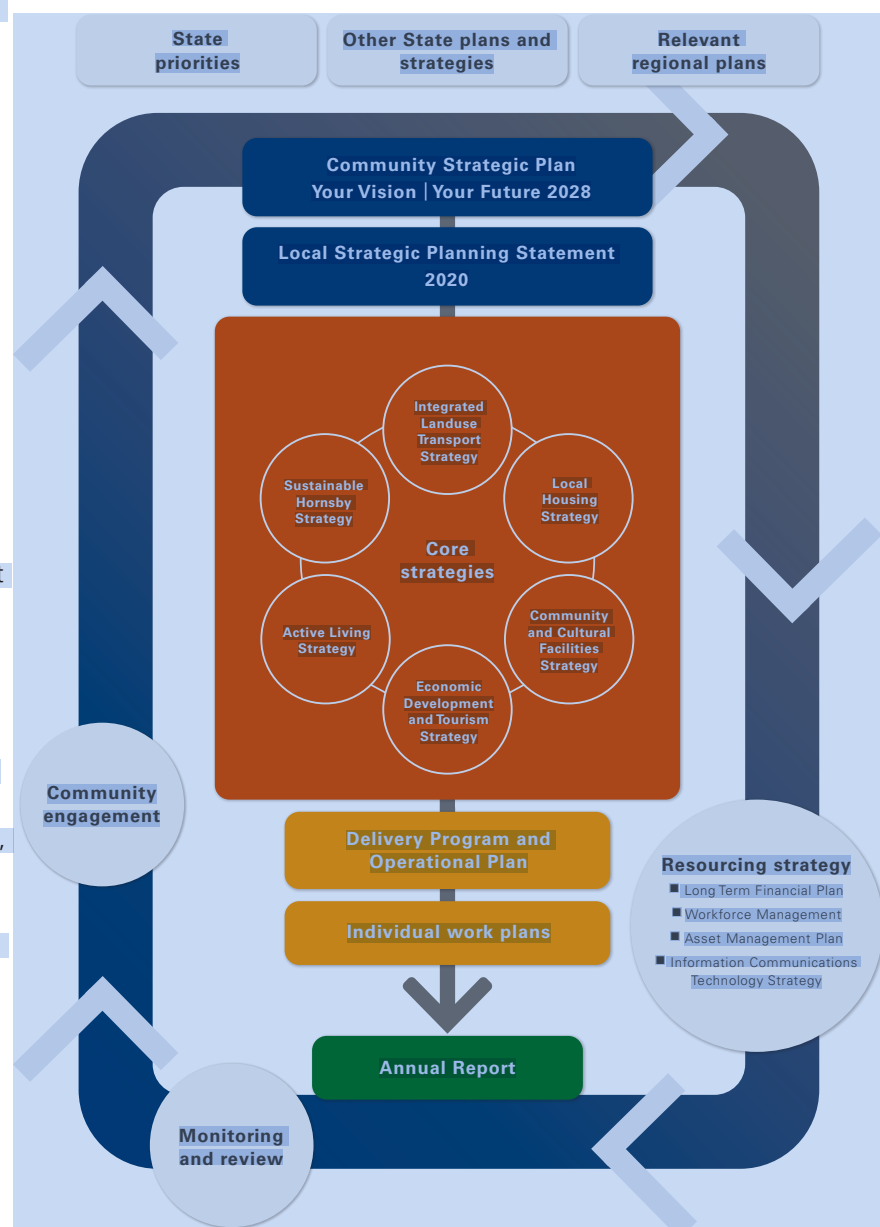 State
priorities
Other State plans and
strategies
Relevant
regional plans
Community Strategic Plan
Your Vision | Your Future 2028
Local Strategic Planning Statement
2020
Integrated
Landuse
Transport
Strategy
Sustainable
Hornsby
Strategy
Local
Housing
Strategy
Core
strategies
Active Living
Strategy
Community
and Cultural
Facilities
Strategy
Economic
Development
and Tourism
Strategy
Community
engagement
Delivery Program and
Operational Plan
Individual work plans
Resourcing strategy
Long Term Financial Plan
Workforce Management
Asset Management Plan
Information Communications
Technology Strategy
Annual Report
Monitoring
and review